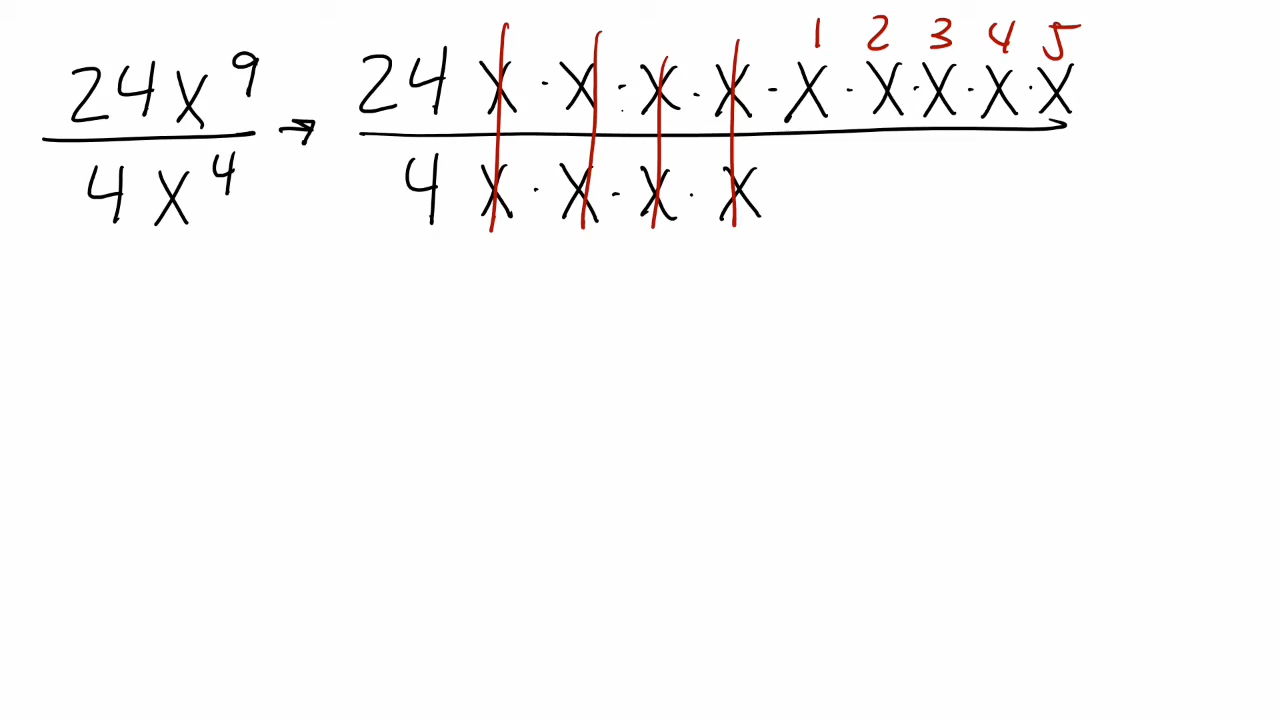 1 2 3 4 5
24x⁹ → 24 x · x · x · x · x · x · x · x · x
4x⁴ 4 x · x · x · x